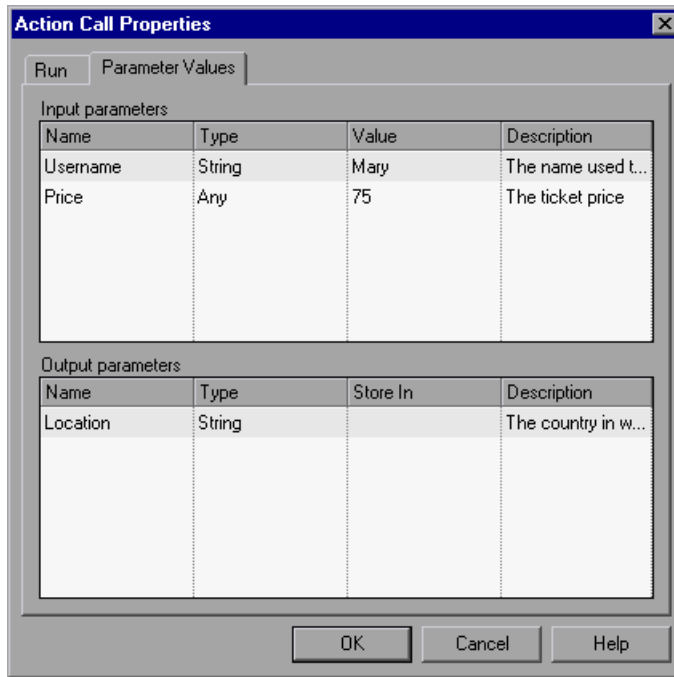 Action Call Properties
Run Parameter Values
Input parameters
Name Type Value Description
Username String Mary The name used t...
Price Any 75 The ticket price
Output parameters
Name Type Store In Description
Location String The country in w...
OK Cancel Help